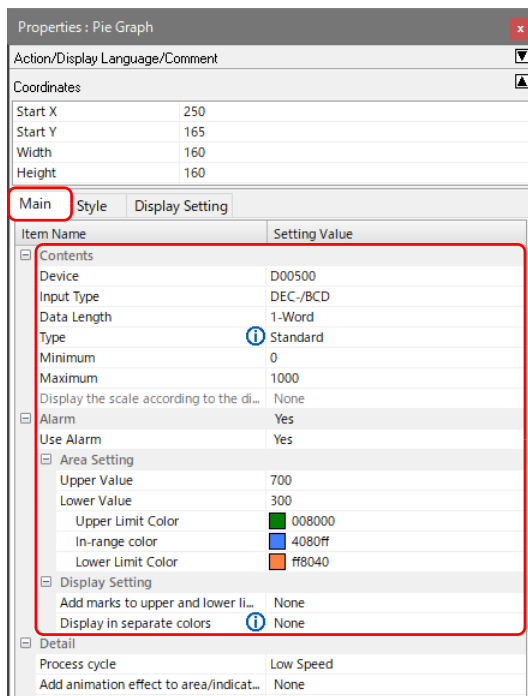 Properties : Pie Graph
x
Action/Display Language/Comment
Coordinates
Start X 250
Start Y 165
Width 160
Height 160
Main Style Display Setting
Item Name Setting Value
Contents
Device D00500
Input Type DEC-/BCD
Data Length 1-Word
Type Standard
Minimum 0
Maximum 1000
Display the scale according to the di... None
Alarm Yes
Use Alarm Yes
Area Setting
Upper Value 700
Lower Value 300
Upper Limit Color 008000
In-range color 4080ff
Lower Limit Color ff8040
Display Setting
Add marks to upper and lower li... None
Display in separate colors None
Detail
Process cycle Low Speed
Add animation effect to area/indicat... None